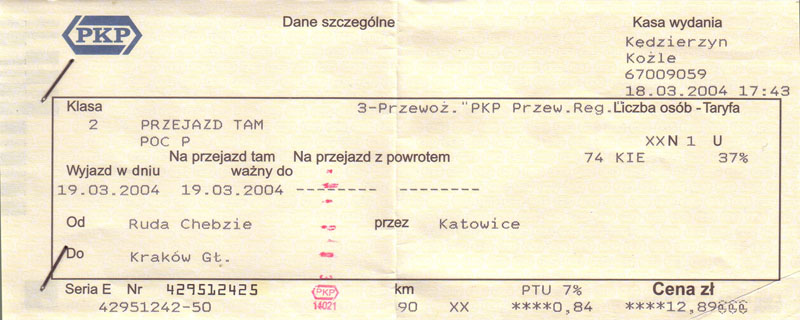 PKP
Dane szczególne
Kasa wydania
Kędzierzyn
Koźle
67009059
18.03.2004 17:43
Klasa
3-Przewoź."PKP Przew.Reg." Liczba osób - Taryfa
2 PRZEJAZD TAM
POC P
XXN 1 U
Na przejazd tam Na przejazd z powrotem
74 KIE 37%
Wyjazd w dniu ważny do
19.03.2004 19.03.2004 -------- --------
Od Ruda Chebzie przez Katowice
Do Kraków Gł.
Seria E Nr 429512425 PKP km PTU 7% Cena zł
42951242-50 14021 90 XX ****0,84 ****12,89